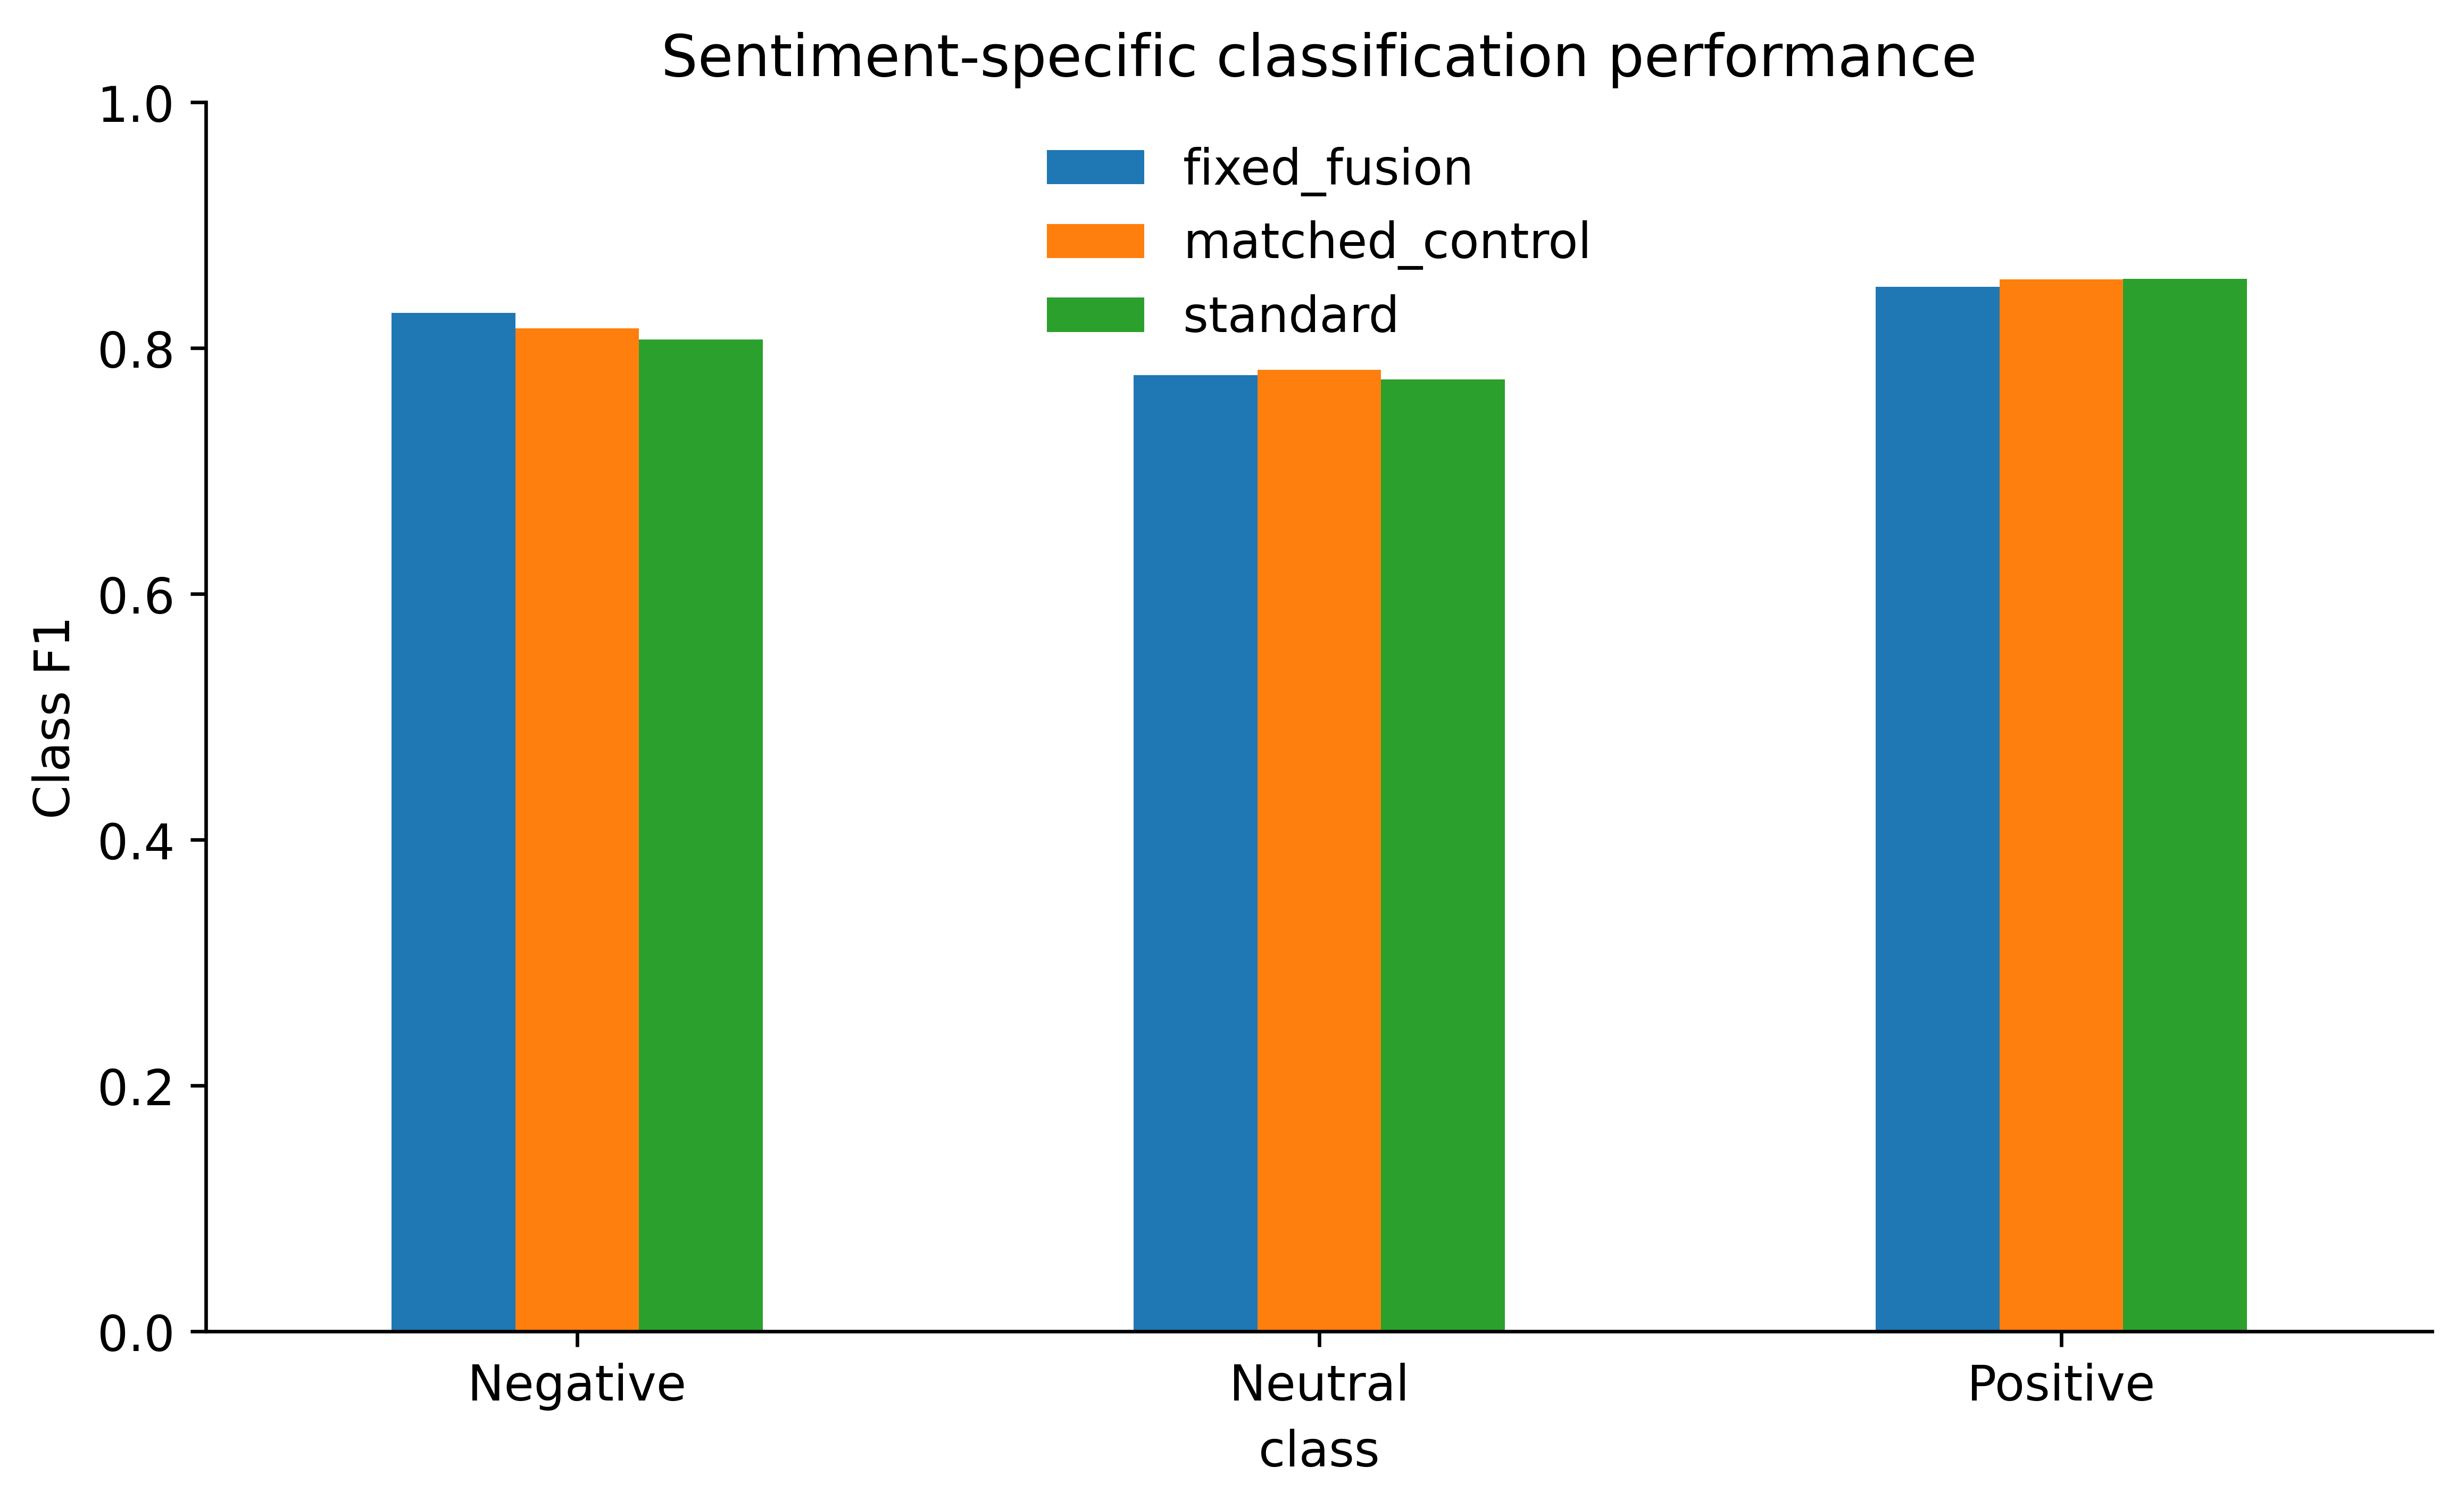 Sentiment-specific classification performance
fixed_fusion
matched_control
standard
Class F1
1.0
0.8
0.6
0.4
0.2
0.0
Negative
Neutral
Positive
class